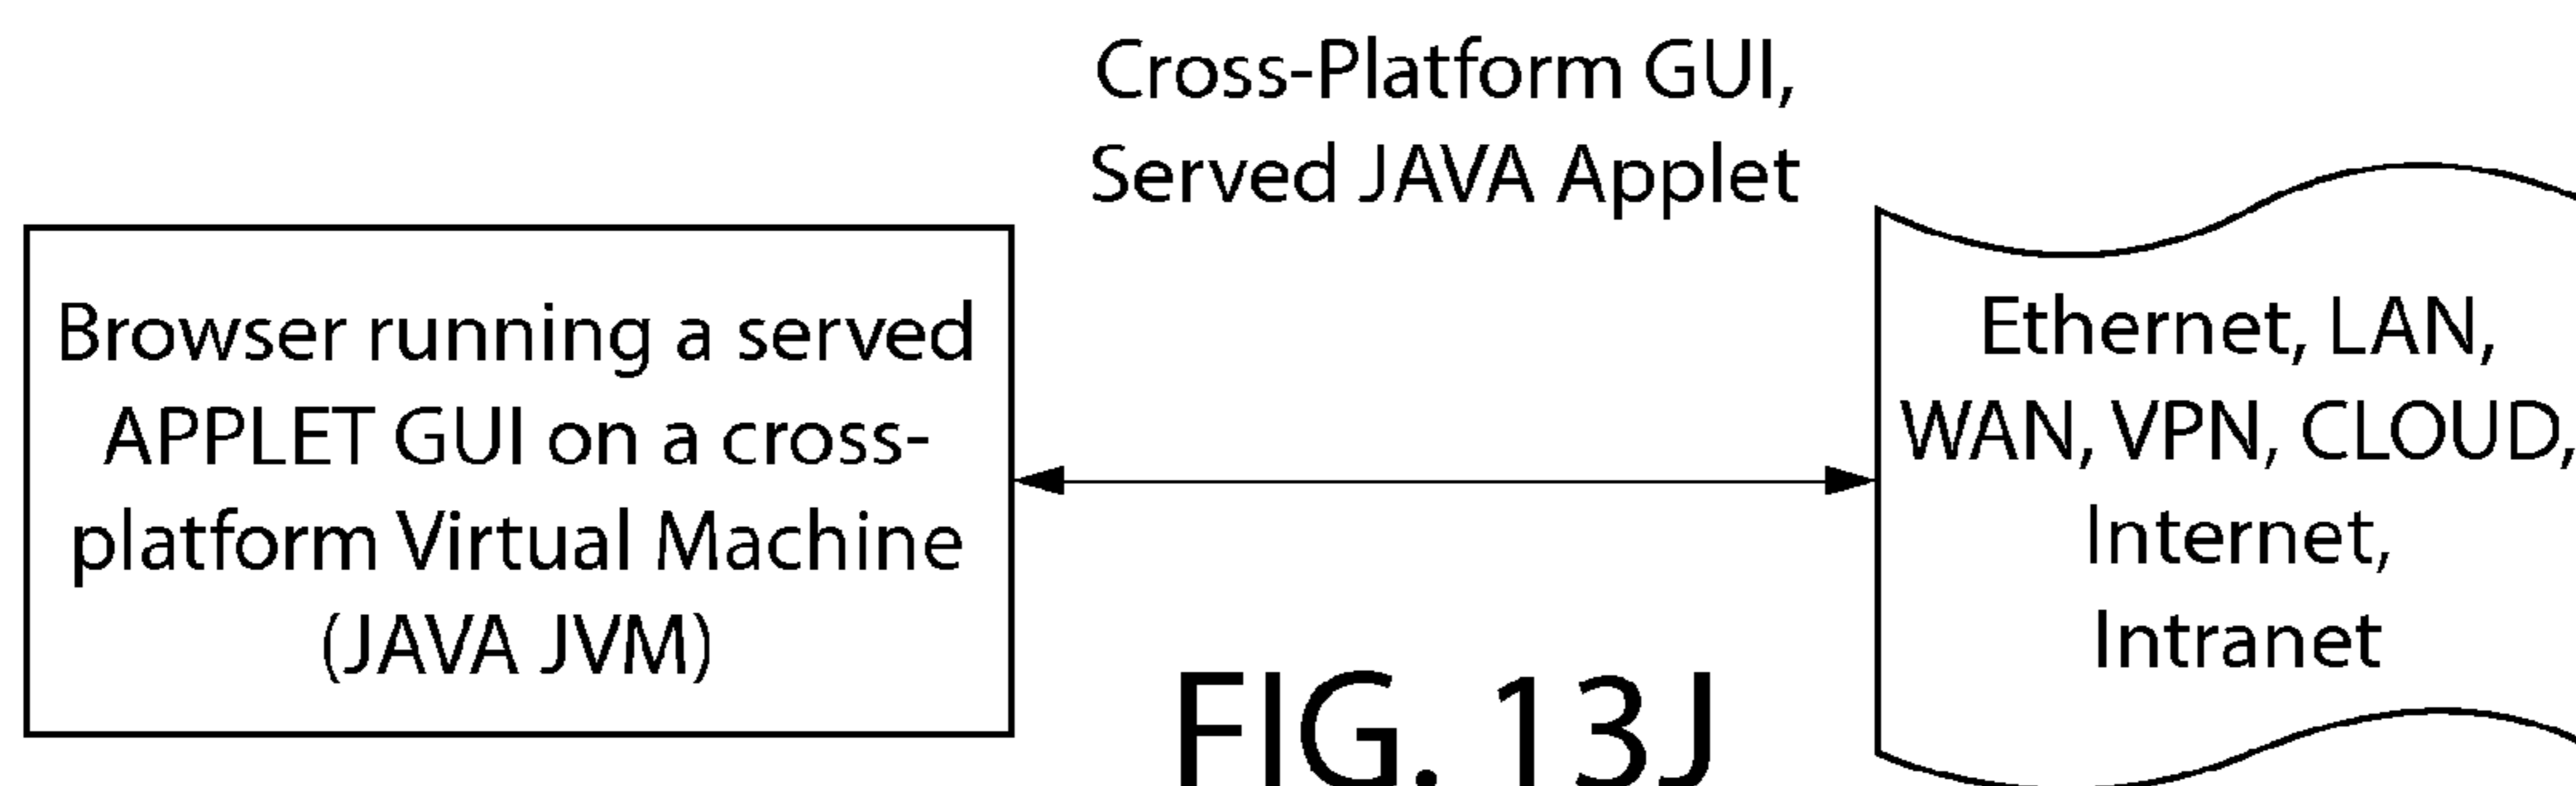 Cross-Platform GUI,
Served JAVA Applet
Browser running a served
APPLET GUI on a cross-
platform Virtual Machine
(JAVA JVM)
Ethernet, LAN,
WAN, VPN, CLOUD,
Internet,
Intranet
FIG. 13J